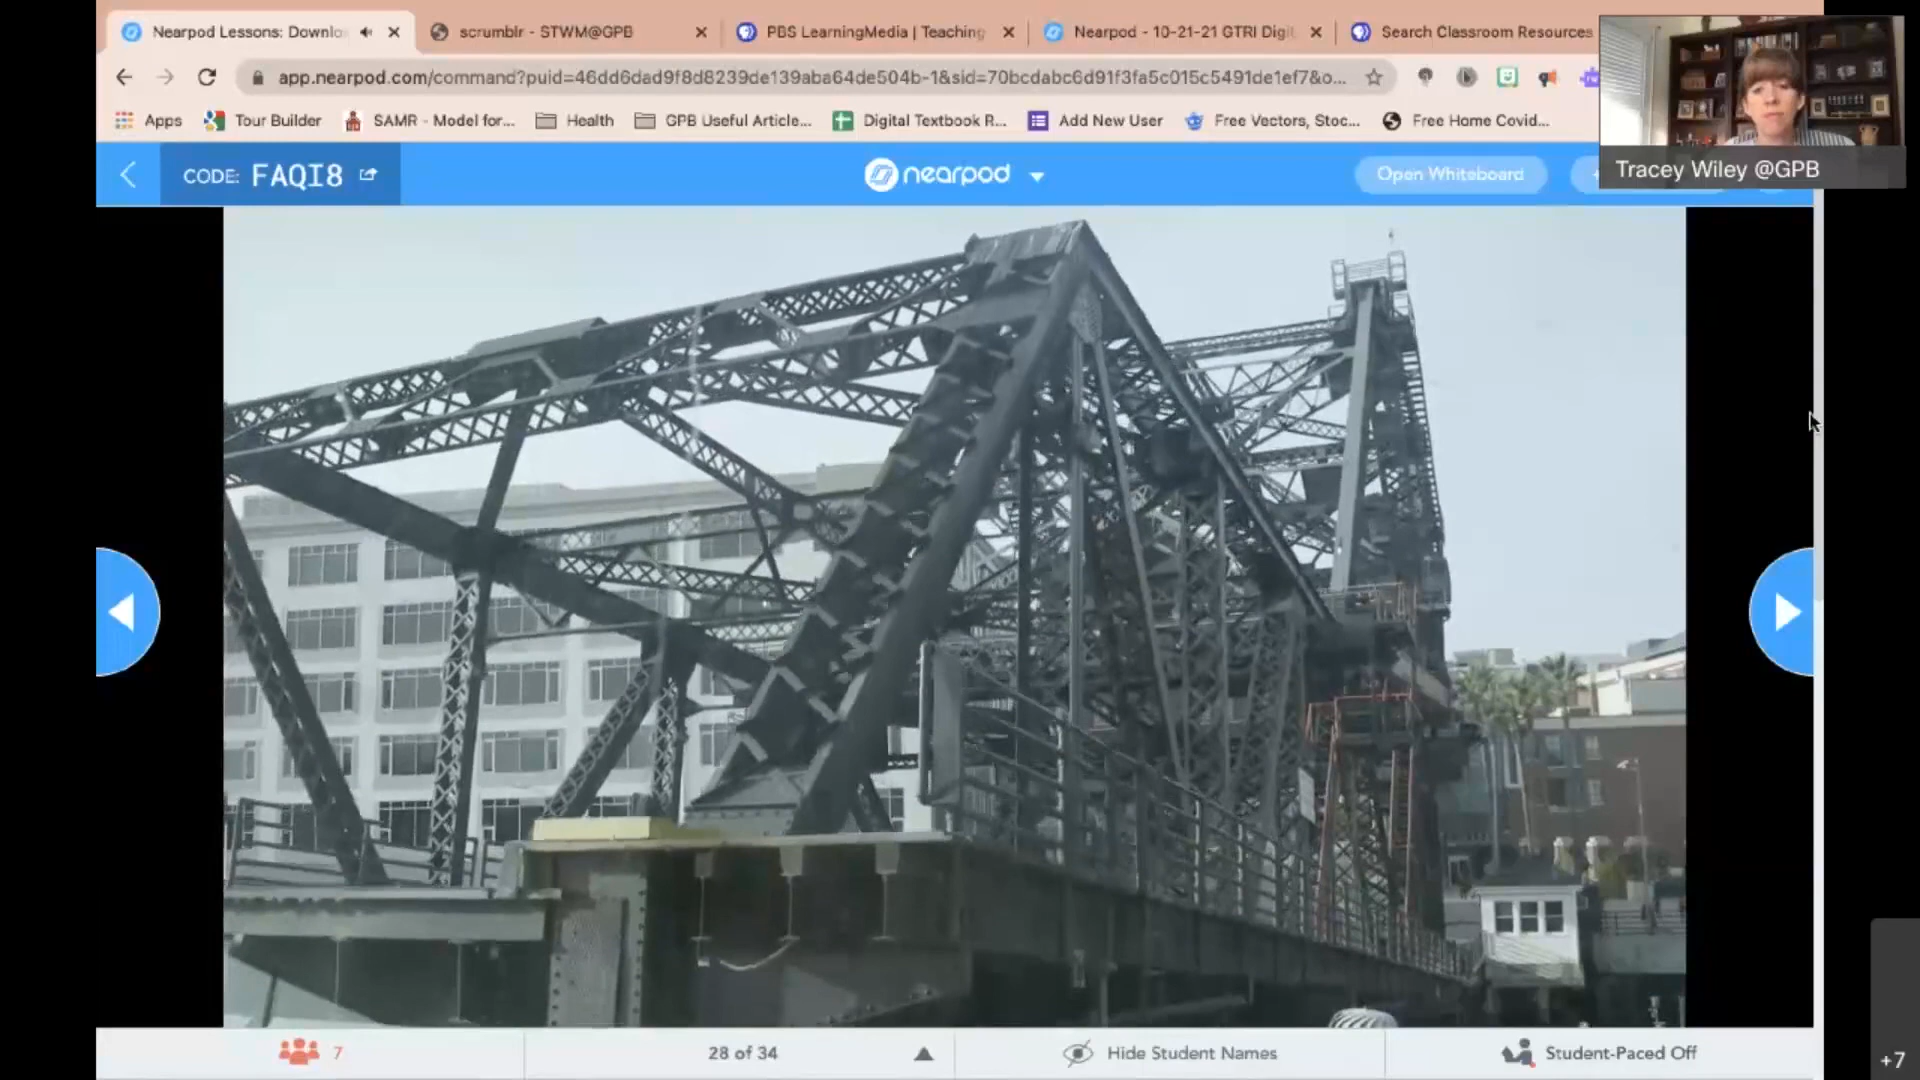 Nearpod Lessons: Downlo
scrumblr - STWM@GPB
PBS LearningMedia | Teaching
Nearpod - 10-21-21 GTRI Digi
Search Classroom Resources
app.nearpod.com/command?puid=46dd6dad9f8d8239de139aba64de504b-1&sid=70bcdabc6d91f3fa5c015c5491de1ef7&o...
Apps
Tour Builder
SAMR - Model for...
Health
GPB Useful Article...
Digital Textbook R...
Add New User
Free Vectors, Stoc...
Free Home Covid...
Tracey Wiley @GPB
CODE: FAQI8
nearpod
Open Whiteboard
7
28 of 34
Hide Student Names
Student-Paced Off
+7